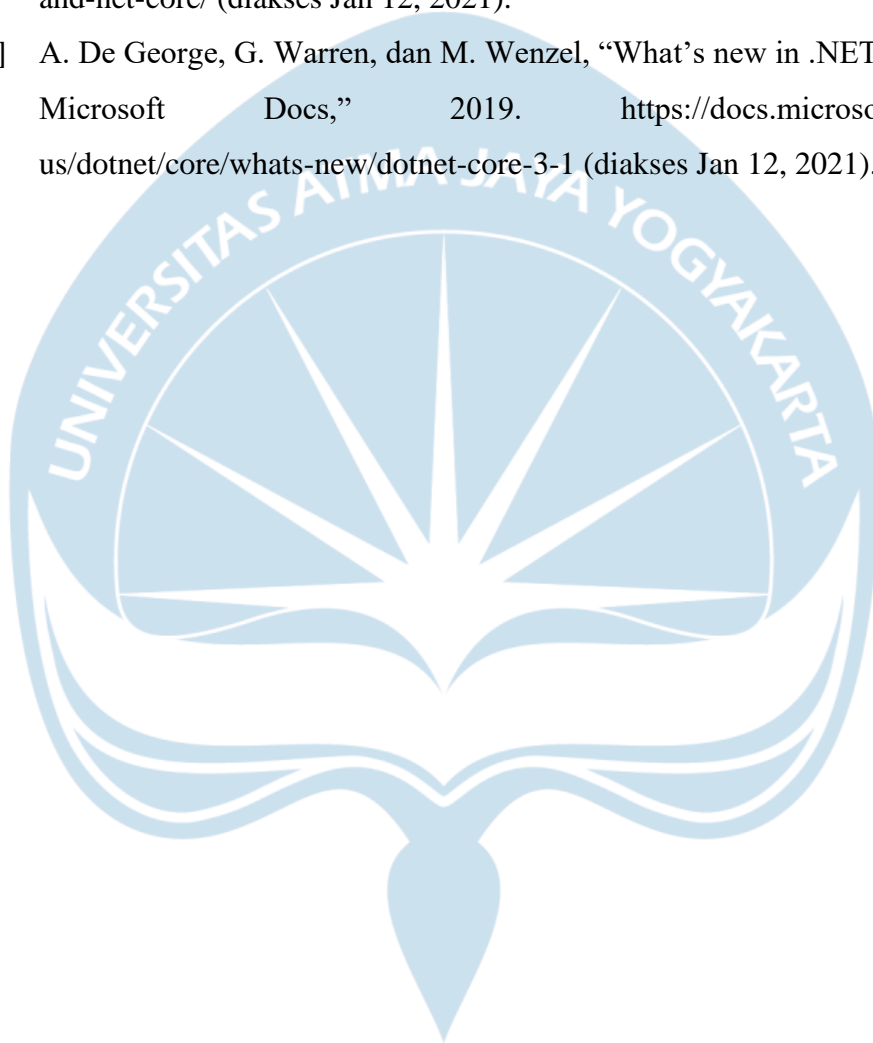 and-net-core/ (diakses Jan 12, 2021).
] A. De George, G. Warren, dan M. Wenzel, “What’s new in .NET
Microsoft Docs,” 2019. https://docs.microso
us/dotnet/core/whats-new/dotnet-core-3-1 (diakses Jan 12, 2021).
UNIVERSITAS ATMA JAYA YOGYAKARTA